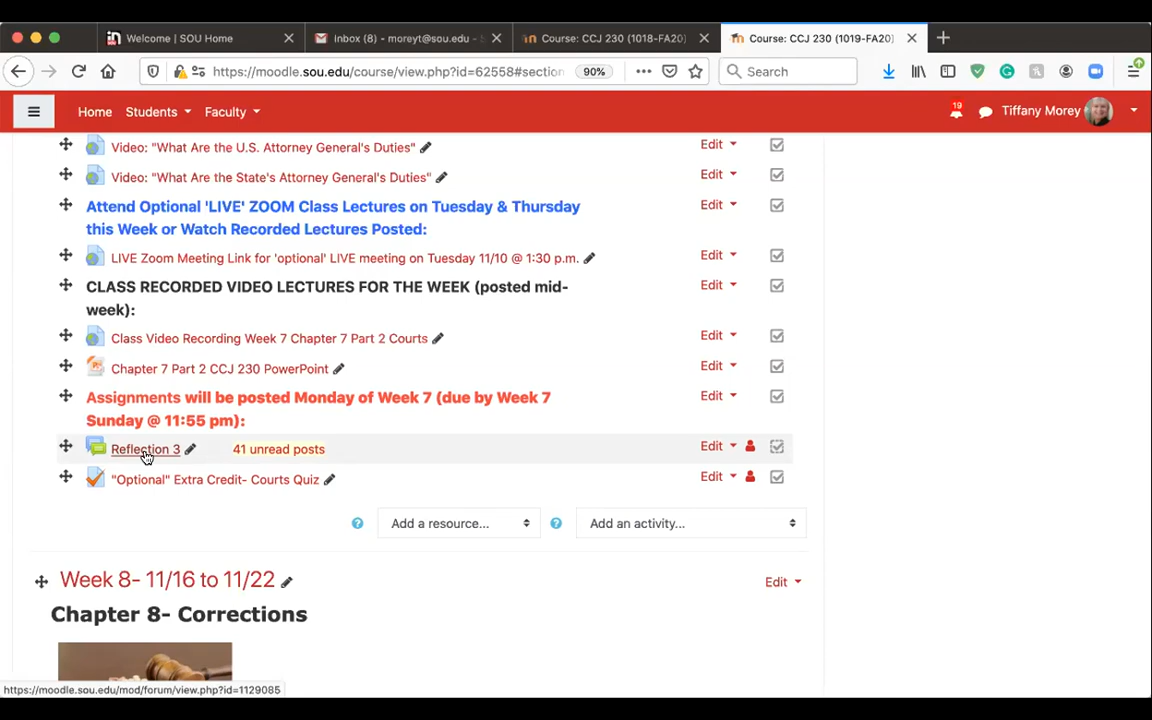 Welcome | SOU Home
Inbox (8) - moreyt@sou.edu -
Course: CCJ 230 (1018-FA20)
Course: CCJ 230 (1019-FA20)
https://moodle.sou.edu/course/view.php?id=62558#section
90%
Search
Home
Students
Faculty
19
Tiffany Morey
Video: "What Are the U.S. Attorney General's Duties"
Edit
Video: "What Are the State's Attorney General's Duties"
Edit
Attend Optional 'LIVE' ZOOM Class Lectures on Tuesday & Thursday
Edit
this Week or Watch Recorded Lectures Posted:
LIVE Zoom Meeting Link for 'optional' LIVE meeting on Tuesday 11/10 @ 1:30 p.m.
Edit
CLASS RECORDED VIDEO LECTURES FOR THE WEEK (posted mid-
Edit
week):
Class Video Recording Week 7 Chapter 7 Part 2 Courts
Edit
Chapter 7 Part 2 CCJ 230 PowerPoint
Edit
Assignments will be posted Monday of Week 7 (due by Week 7
Edit
Sunday @ 11:55 pm):
Reflection 3
41 unread posts
Edit
"Optional" Extra Credit- Courts Quiz
Edit
Add a resource...
Add an activity...
Week 8- 11/16 to 11/22
Edit
Chapter 8- Corrections
https://moodle.sou.edu/mod/forum/view.php?id=1129085